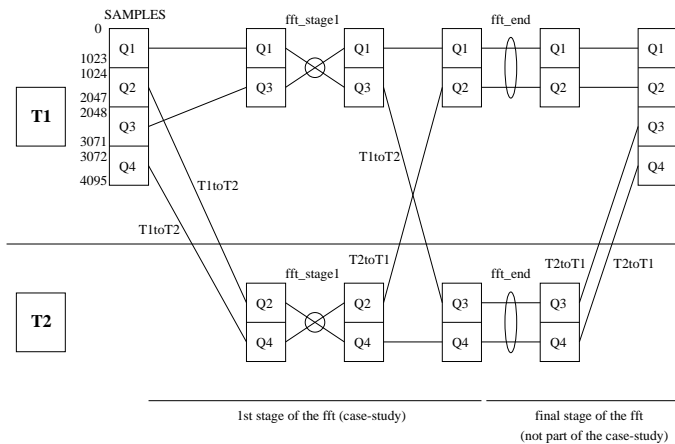 SAMPLES
0
1023
1024
2047
2048
3071
3072
4095
T1
Q1
Q2
Q3
Q4
fft_stage1
Q1
Q3
Q1
Q3
fft_end
Q1
Q2
Q1
Q2
Q1
Q2
Q3
Q4
T1toT2
T1toT2
T1toT2
T2
fft_stage1
Q2
Q4
Q2
Q4
T2toT1
fft_end
Q3
Q4
Q3
Q4
T2toT1
T2toT1
1st stage of the fft (case-study)
final stage of the fft
(not part of the case-study)